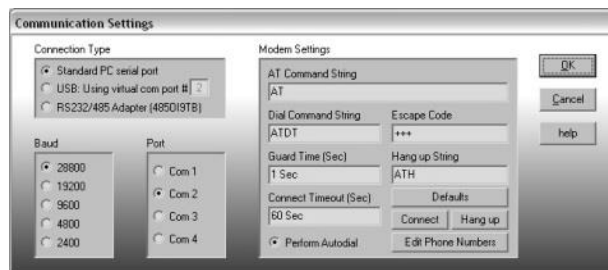 Communication Settings
Connection Type
Standard PC serial port
USB: Using virtual com port # 2
RS232/485 Adapter (485DI9TB)
Baud
28800
19200
9600
4800
2400
Port
Com 1
Com 2
Com 3
Com 4
Modem Settings
AT Command String
AT
Dial Command String
ATDT
Escape Code
+++
Guard Time (Sec)
1 Sec
Hang up String
ATH
Connect Timeout (Sec)
60 Sec
Defaults
Connect
Hang up
Perform Autodial
Edit Phone Numbers
OK
Cancel
help